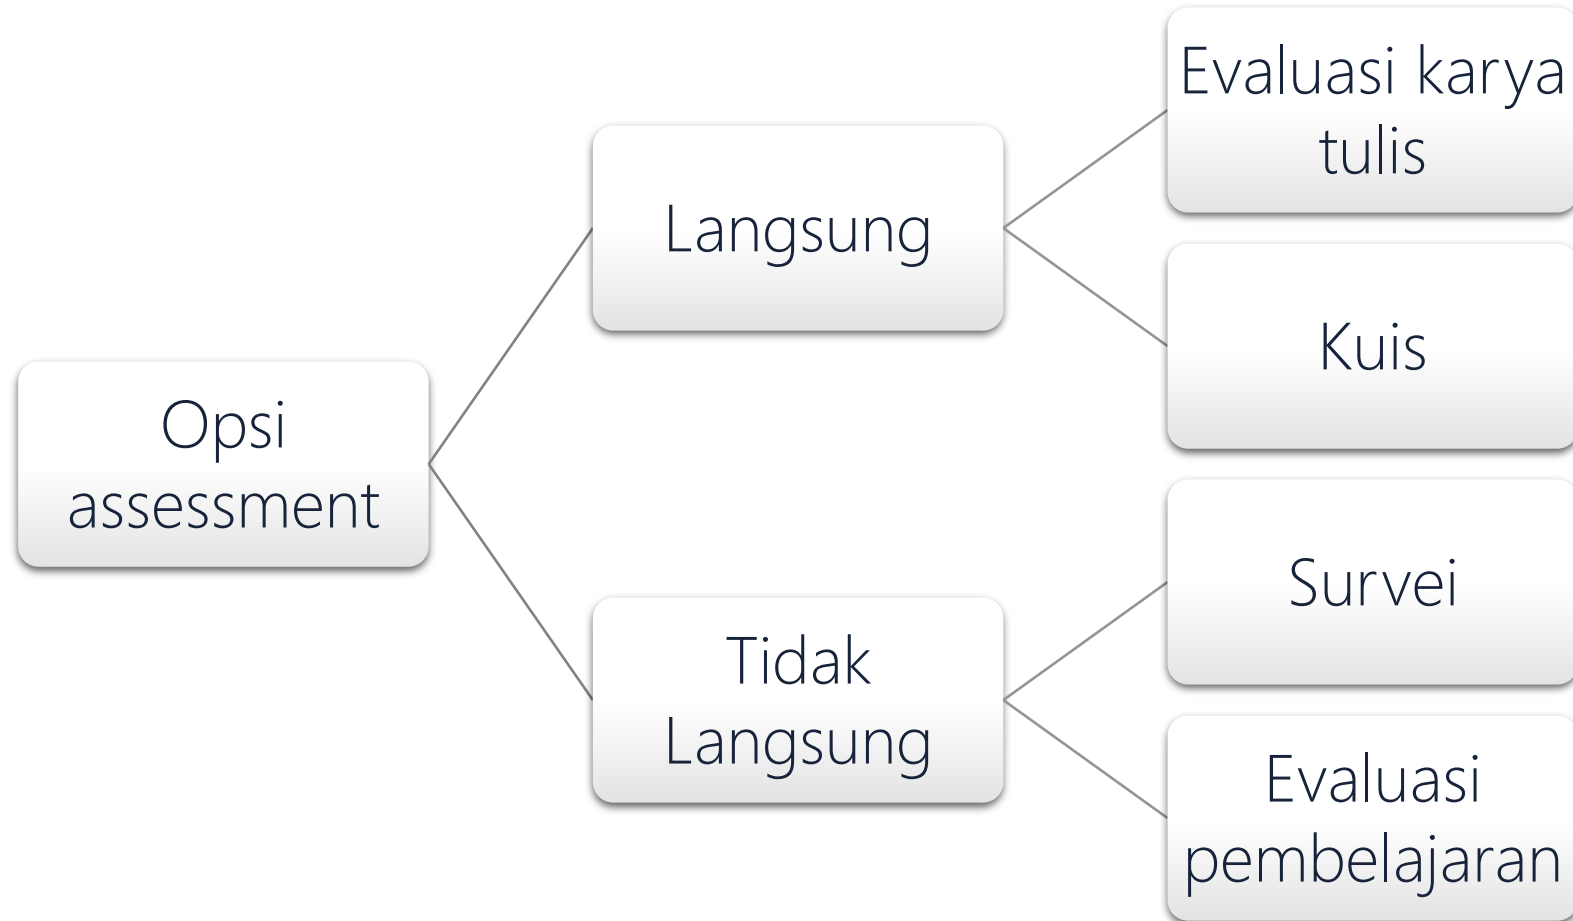 Opsi
assessment
Langsung
Tidak
Langsung
Evaluasi karya
tulis
Kuis
Survei
Evaluasi
pembelajaran